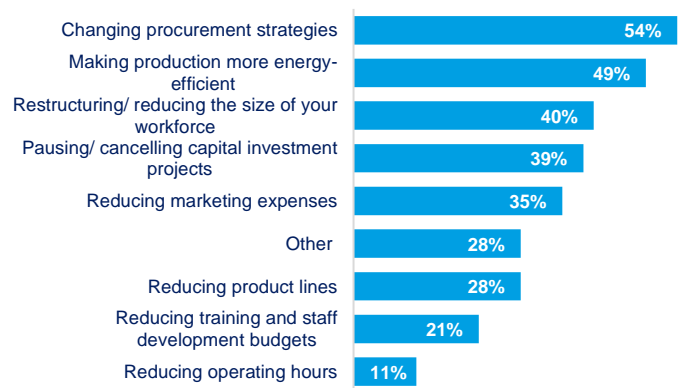 Changing procurement strategies 54%
Making production more energy-
efficient 49%
Restructuring/ reducing the size of your
workforce 40%
Pausing/ cancelling capital investment
projects 39%
Reducing marketing expenses 35%
Other 28%
Reducing product lines 28%
Reducing training and staff
development budgets 21%
Reducing operating hours 11%